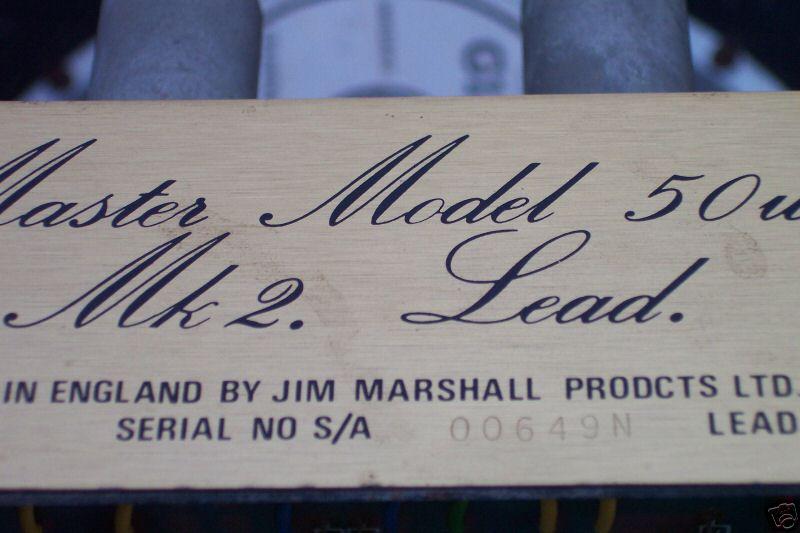 Master Model 50w
Mk 2. Lead.
IN ENGLAND BY JIM MARSHALL PRODCTS LTD.
SERIAL NO S/A 00649N LEAD